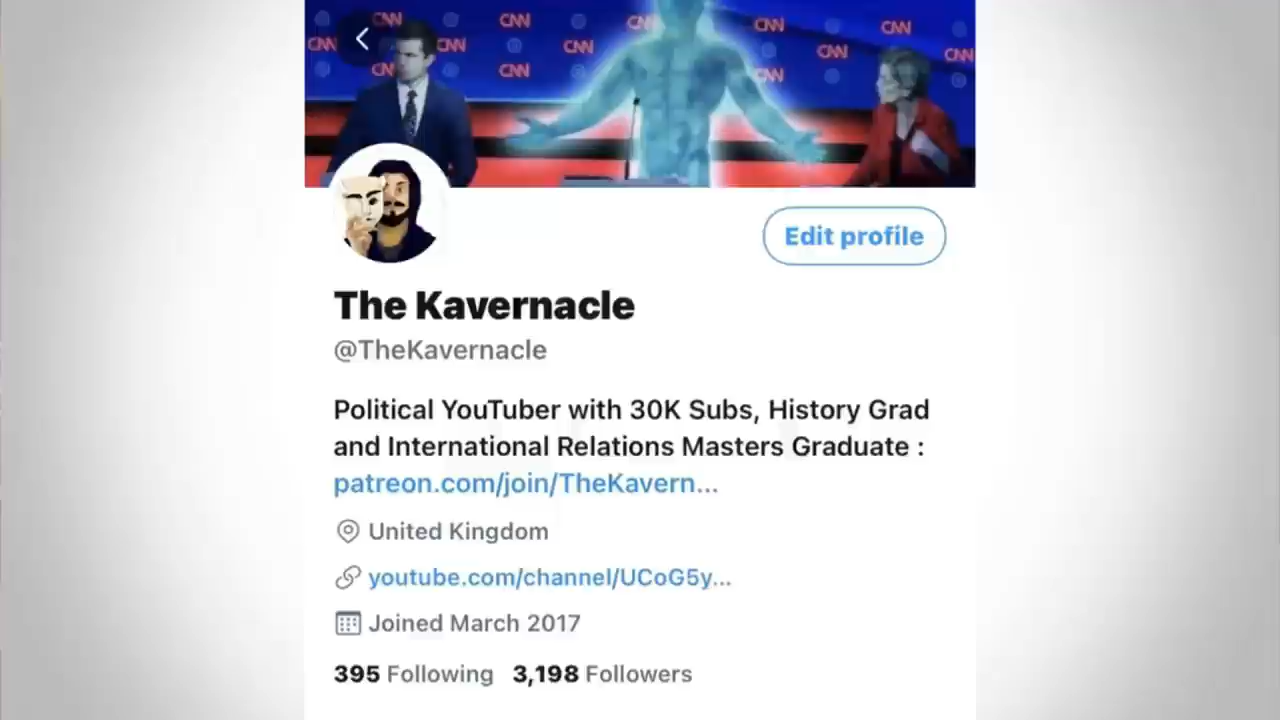 CNN CNN CNN CNN CNN
CNN CNN CNN CNN CNN
CNN CNN CNN
Edit profile
The Kavernacle
@TheKavernacle
Political YouTuber with 30K Subs, History Grad
and International Relations Masters Graduate :
patreon.com/join/TheKavern...
United Kingdom
youtube.com/channel/UCoG5y...
Joined March 2017
395 Following 3,198 Followers